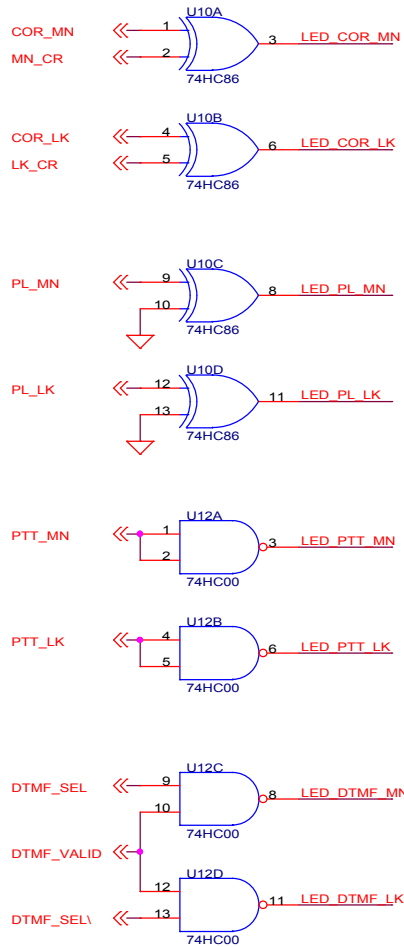 U10A
COR_MN 1
3 LED_COR_MN
MN_CR 2
74HC86
U10B
COR_LK 4
6 LED_COR_LK
LK_CR 5
74HC86
U10C
PL_MN 9
8 LED_PL_MN
10
74HC86
U10D
PL_LK 12
11 LED_PL_LK
13
74HC86
U12A
PTT_MN 1
3 LED_PTT_MN
2
74HC00
U12B
PTT_LK 4
6 LED_PTT_LK
5
74HC00
U12C
DTMF_SEL 9
8 LED_DTMF_MN
10
74HC00
DTMF_VALID
U12D
12
11 LED_DTMF_LK
DTMF_SEL\ 13
74HC00